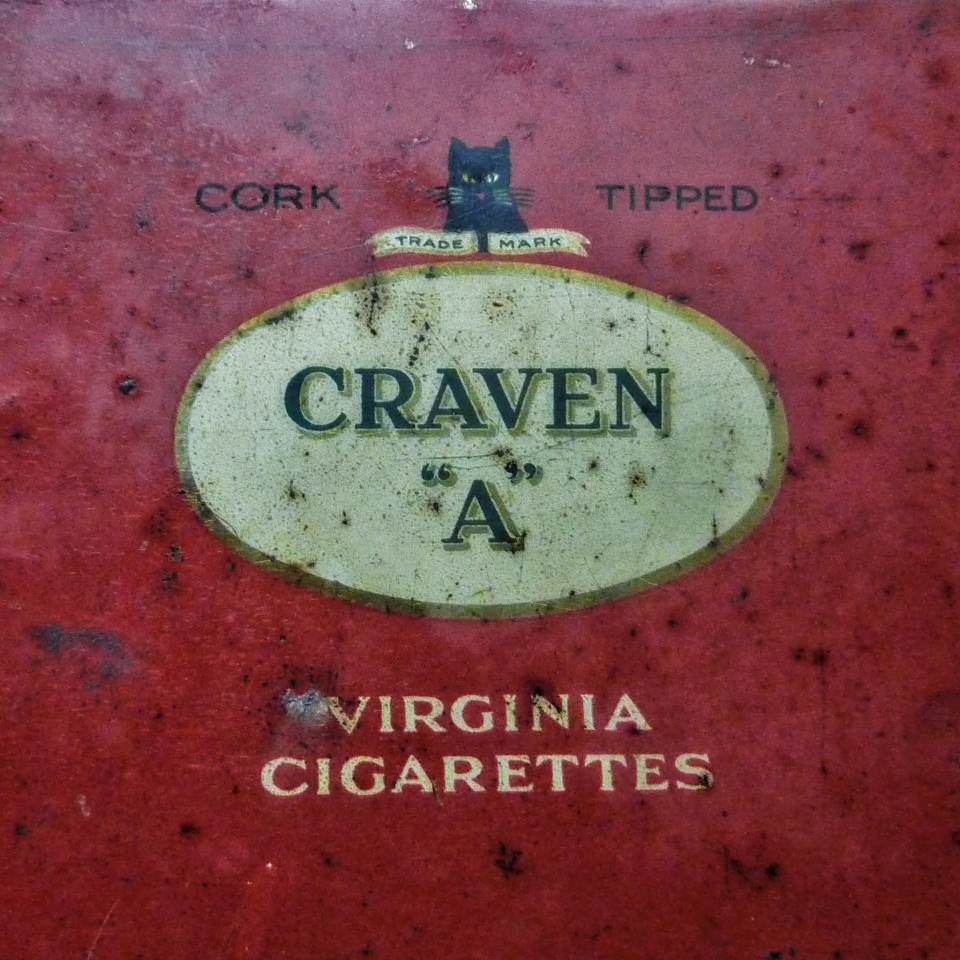 CORK TIPPED
TRADE MARK
CRAVEN
“A”
VIRGINIA
CIGARETTES